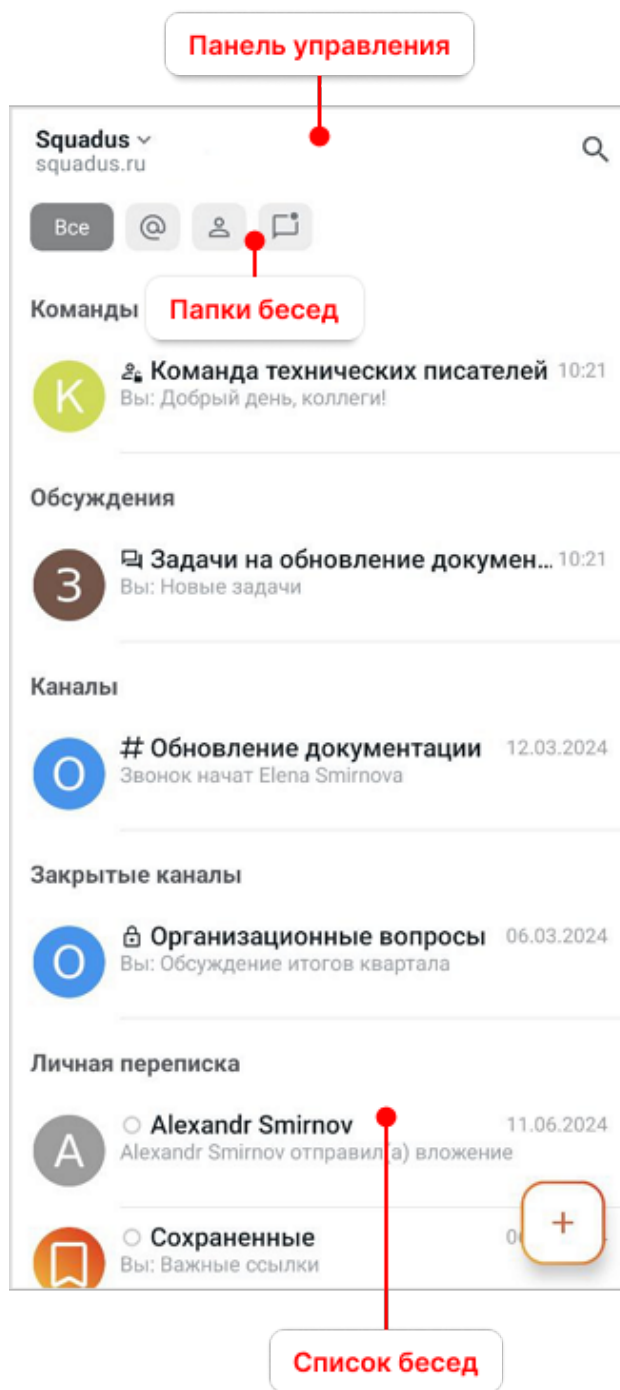 Панель управления
Squadus
squadus.ru
Все
Папки бесед
Команды
Команда технических писателей 10:21
Вы: Добрый день, коллеги!
Обсуждения
Задачи на обновление докумен... 10:21
Вы: Новые задачи
Каналы
# Обновление документации 12.03.2024
Звонок начат Elena Smirnova
Закрытые каналы
Организационные вопросы 06.03.2024
Вы: Обсуждение итогов квартала
Личная переписка
Alexandr Smirnov 11.06.2024
Alexandr Smirnov отправил(а) вложение
Сохраненные
Вы: Важные ссылки
Список бесед